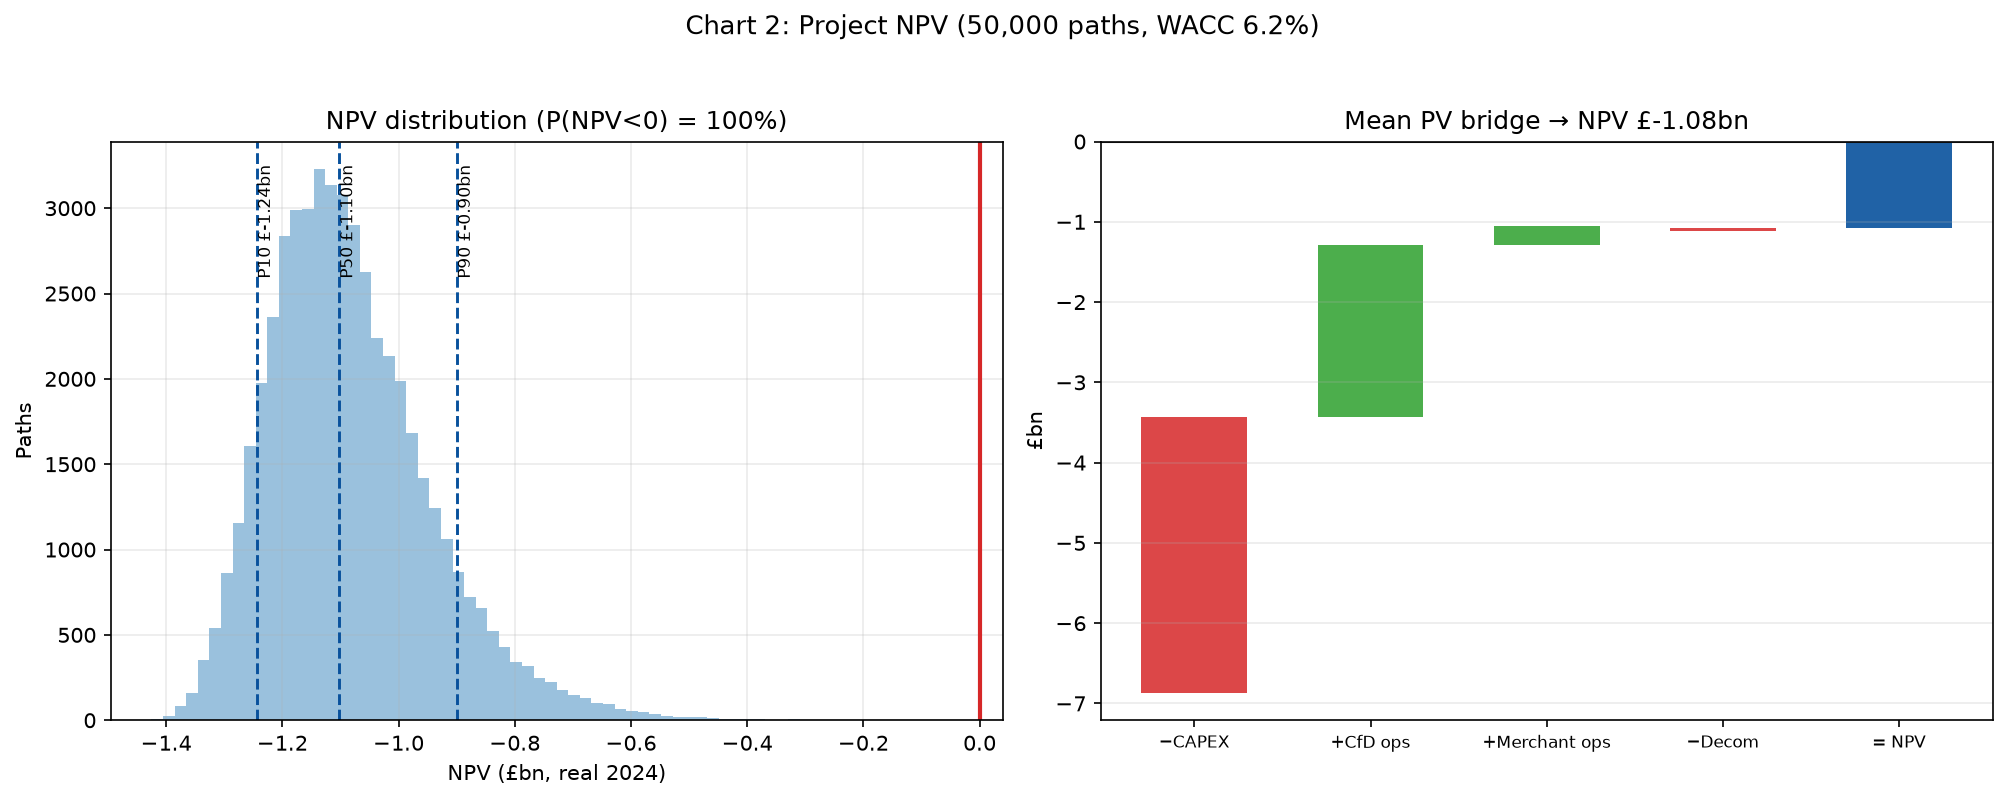 Chart 2: Project NPV (50,000 paths, WACC 6.2%)
NPV distribution (P(NPV<0) = 100%)
Paths
3000
2500
2000
1500
1000
500
0
P10 £-1.24bn
P50 £-1.10bn
P90 £-0.90bn
−1.4
−1.2
−1.0
−0.8
−0.6
−0.4
−0.2
0.0
NPV (£bn, real 2024)
Mean PV bridge → NPV £-1.08bn
£bn
0
−1
−2
−3
−4
−5
−6
−7
−CAPEX
+CfD ops
+Merchant ops
−Decom
= NPV